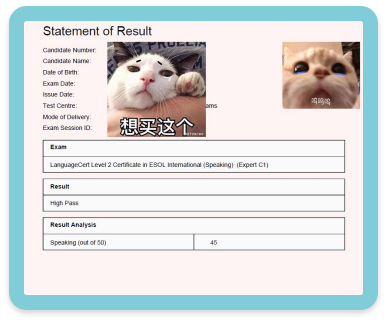 Statement of Result
Candidate Number:
Candidate Name:
Date of Birth:
Exam Date:
Issue Date:
Test Centre: ams
Mode of Delivery:
Exam Session ID:
想买这个
呜呜呜
Exam
LanguageCert Level 2 Certificate in ESOL International (Speaking) (Expert C1)
Result
High Pass
Result Analysis
Speaking (out of 50) 45